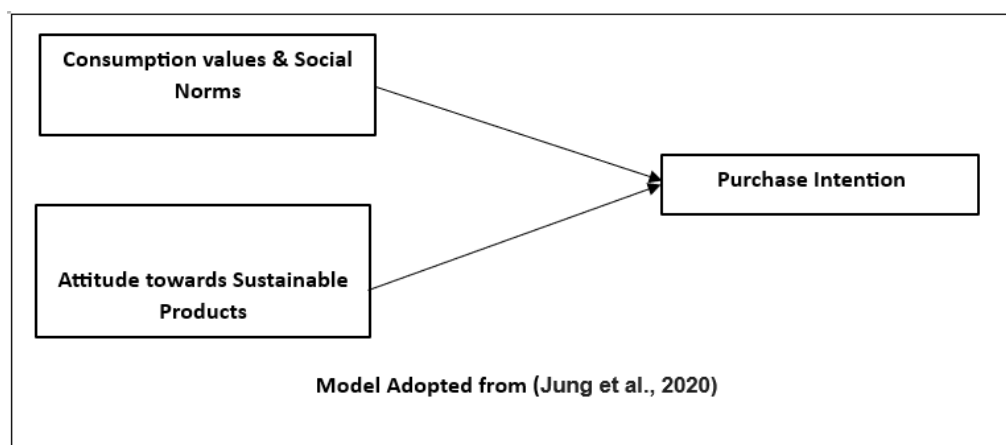 Consumption values & Social
Norms
Purchase Intention
Attitude towards Sustainable
Products
Model Adopted from (Jung et al., 2020)